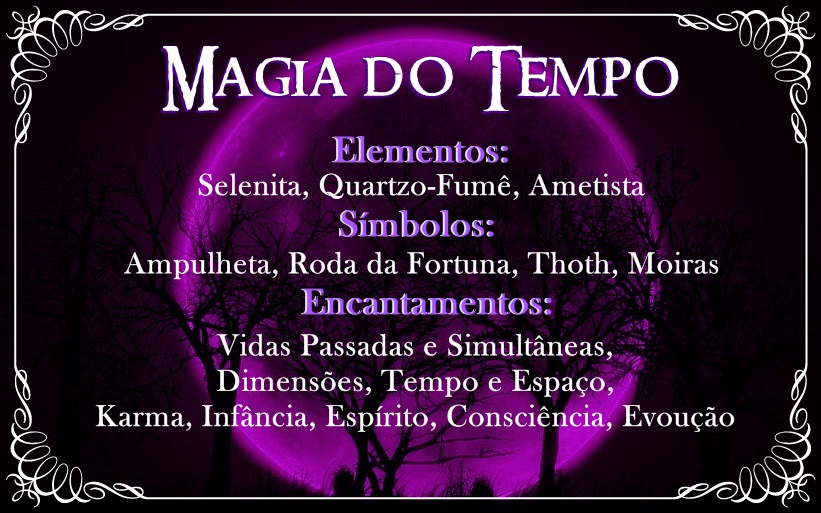 Magia do Tempo
Elementos:
Selenita, Quartzo-Fumê, Ametista
Símbolos:
Ampulheta, Roda da Fortuna, Thoth, Moiras
Encantamentos:
Vidas Passadas e Simultâneas,
Dimensões, Tempo e Espaço,
Karma, Infância, Espírito, Consciência, Evoução